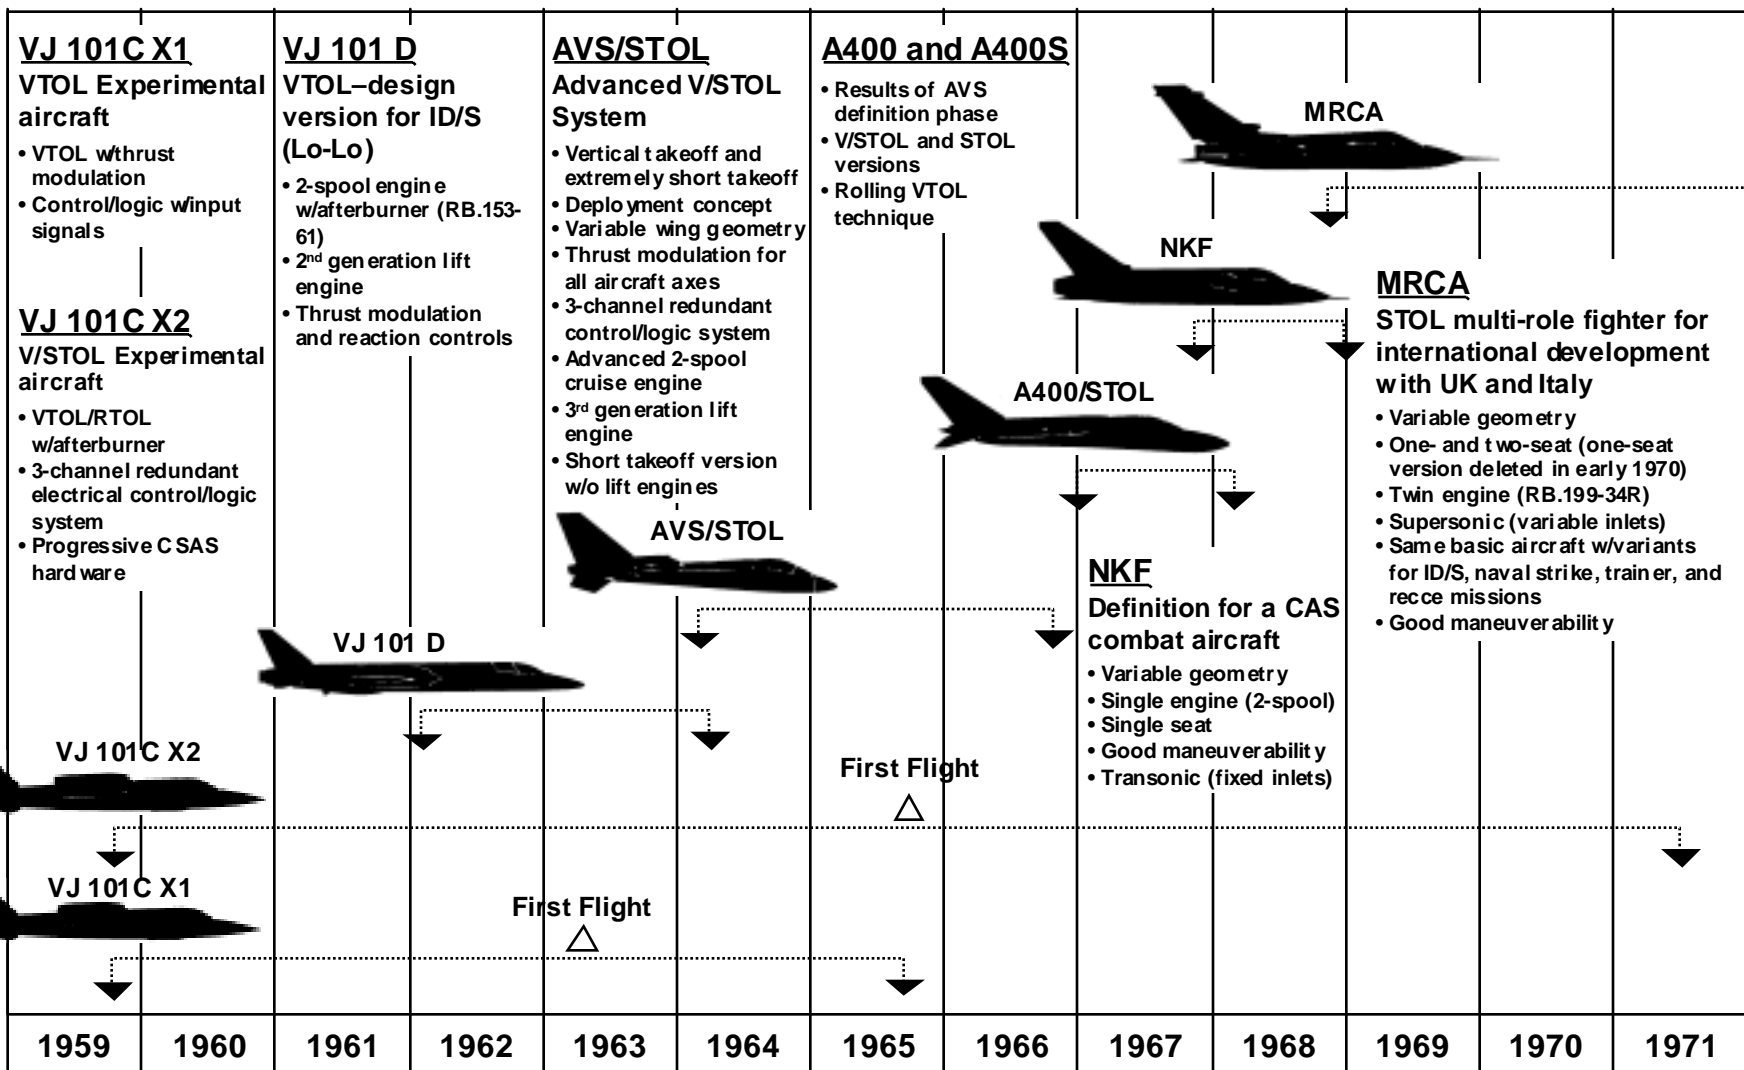 VJ 101C X1
VTOL Experimental
aircraft
• VTOL w/thrust
modulation
• Control/logic w/input
signals
VJ 101C X2
V/STOL Experimental
aircraft
• VTOL/RTOL
w/afterburner
• 3-channel redundant
electrical control/logic
system
• Progressive CSAS
hardware
VJ 101 D
VTOL–design
version for ID/S
(Lo-Lo)
• 2-spool engine
w/afterburner (RB.153-
61)
• 2nd generation lift
engine
• Thrust modulation
and reaction controls
AVS/STOL
Advanced V/STOL
System
• Vertical takeoff and
extremely short takeoff
• Deployment concept
• Variable wing geometry
• Thrust modulation for
all aircraft axes
• 3-channel redundant
control/logic system
• Advanced 2-spool
cruise engine
• 3rd generation lift
engine
• Short takeoff version
w/o lift engines
A400 and A400S
• Results of AVS
definition phase
• V/STOL and STOL
versions
• Rolling VTOL
technique
MRCA
NKF
A400/STOL
AVS/STOL
VJ 101 D
VJ 101C X2
VJ 101C X1
First Flight
First Flight
NKF
Definition for a CAS
combat aircraft
• Variable geometry
• Single engine (2-spool)
• Single seat
• Good maneuverability
• Transonic (fixed inlets)
MRCA
STOL multi-role fighter for
international development
with UK and Italy
• Variable geometry
• One- and two-seat (one-seat
version deleted in early 1970)
• Twin engine (RB.199-34R)
• Supersonic (variable inlets)
• Same basic aircraft w/variants
for ID/S, naval strike, trainer, and
recce missions
• Good maneuverability
1959 1960 1961 1962 1963 1964 1965 1966 1967 1968 1969 1970 1971